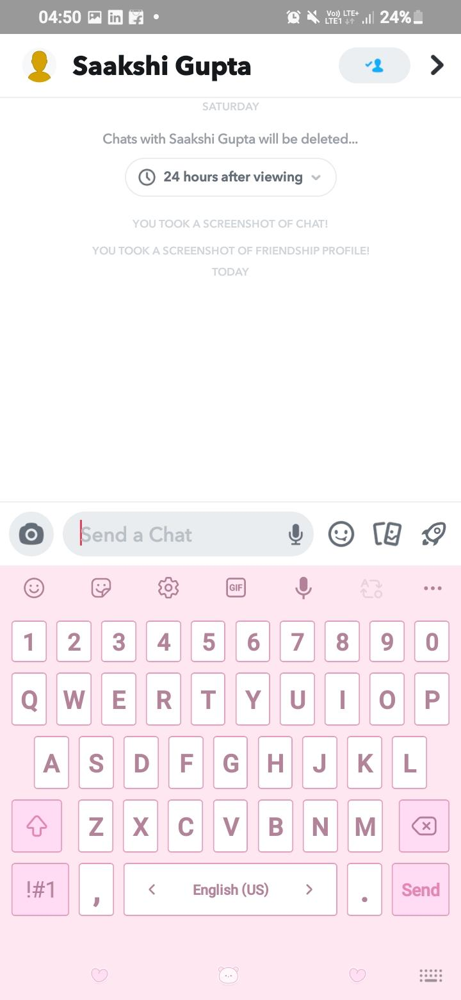 04:50 Vo)) LTE+ LTE1 24%
Saakshi Gupta
SATURDAY
Chats with Saakshi Gupta will be deleted...
24 hours after viewing
YOU TOOK A SCREENSHOT OF CHAT!
YOU TOOK A SCREENSHOT OF FRIENDSHIP PROFILE!
TODAY
Send a Chat
GIF
1 2 3 4 5 6 7 8 9 0
Q W E R T Y U I O P
A S D F G H J K L
Z X C V B N M
!#1 , < English (US) > . Send